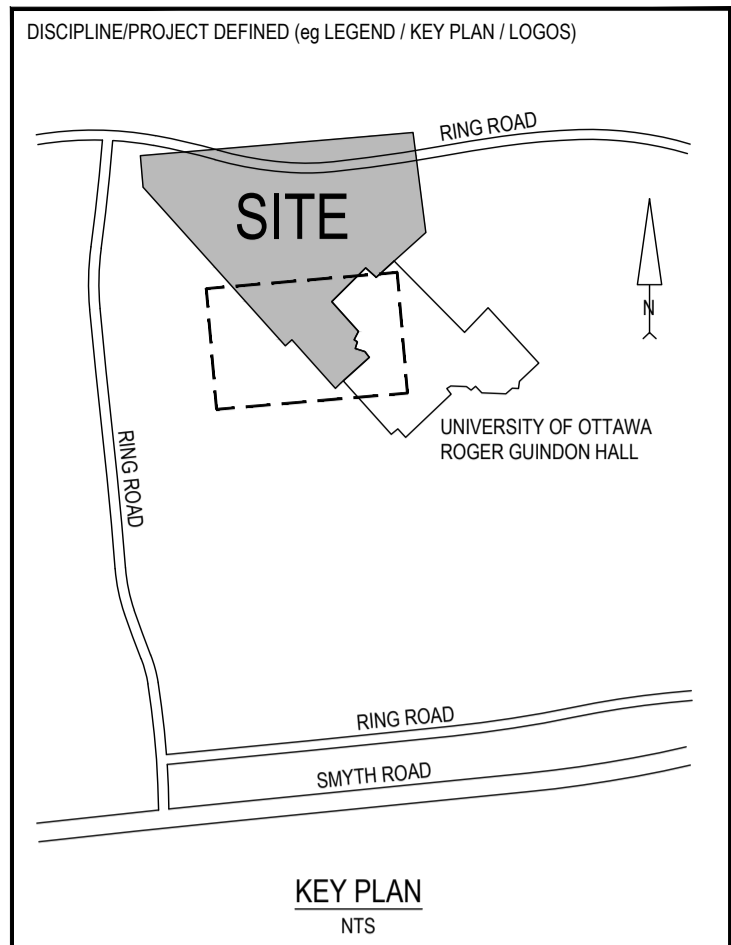 DISCIPLINE/PROJECT DEFINED (eg LEGEND / KEY PLAN / LOGOS)
RING ROAD
SITE
N
UNIVERSITY OF OTTAWA
ROGER GUINDON HALL
RING ROAD
RING ROAD
SMYTH ROAD
KEY PLAN
NTS